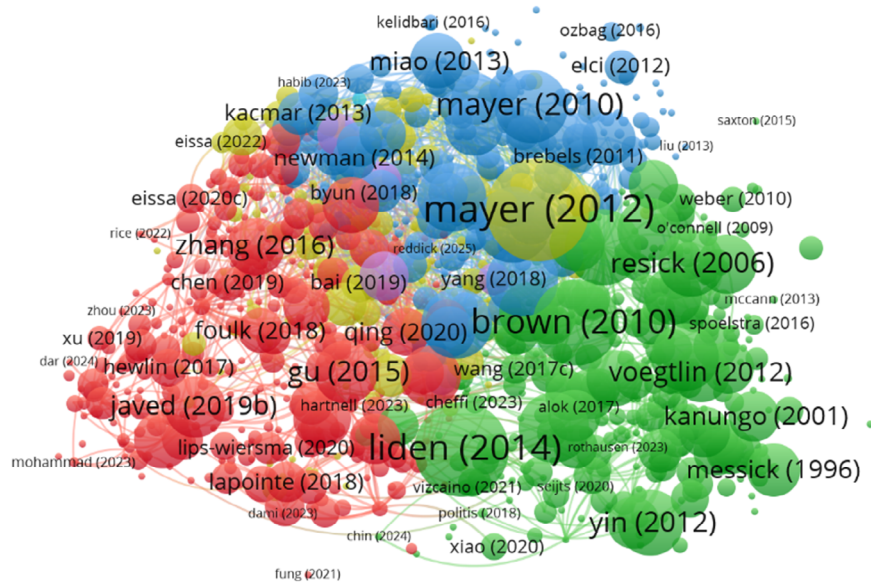 kelidbari (2016)
ozbag (2016)
miao (2013)
elci (2012)
habib (2023)
mayer (2010)
kacmar (2013)
saxton (2015)
eissa (2022)
newman (2014)
brebels (2011)
liu (2013)
byun (2018)
eissa (2020c)
weber (2010)
mayer (2012)
o'connell (2009)
rice (2022)
zhang (2016)
reddick (2025)
resick (2006)
chen (2019)
bai (2019)
yang (2018)
mccann (2013)
zhou (2023)
xu (2019)
foulk (2018)
qing (2020)
brown (2010)
spoelstra (2016)
dar (2024)
hewlin (2017)
gu (2015)
wang (2017c)
voegtlin (2012)
javed (2019b)
hartnell (2023)
cheffi (2023)
alok (2017)
kanungo (2001)
lips-wiersma (2020)
liden (2014)
rothausen (2023)
mohammad (2023)
messick (1996)
lapointe (2018)
vizcaino (2021)
seijts (2020)
dami (2023)
politis (2018)
yin (2012)
chin (2024)
xiao (2020)
fung (2021)